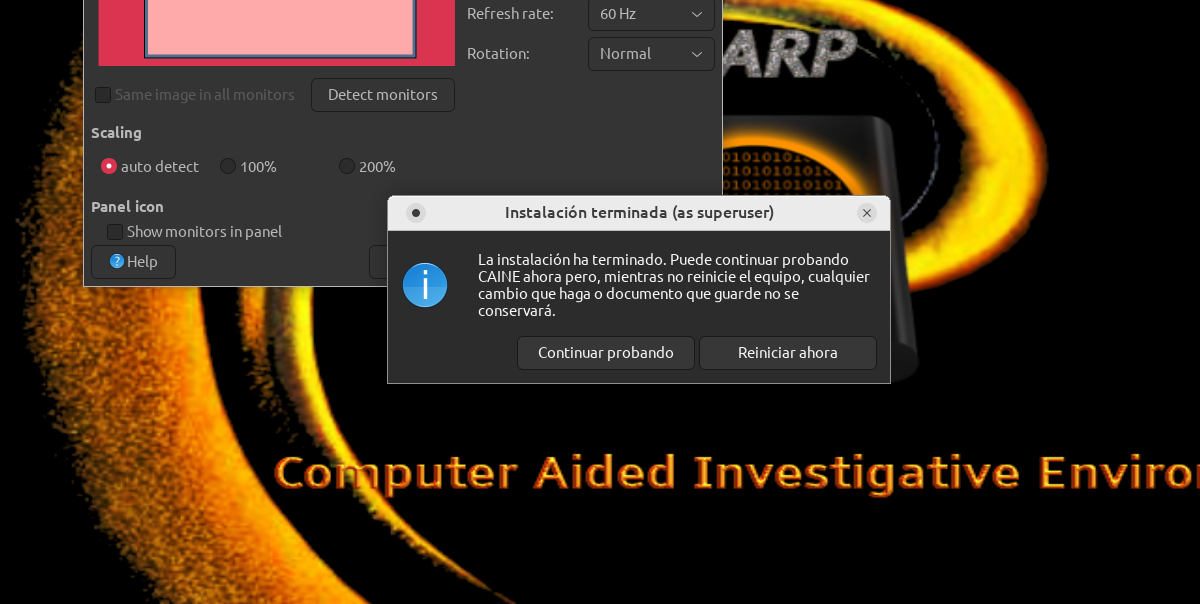 Refresh rate: 60 Hz
Rotation: Normal
ARP
Same image in all monitors Detect monitors
Scaling
auto detect 100% 200%
Panel icon
Show monitors in panel
Help
Instalación terminada (as superuser)
La instalación ha terminado. Puede continuar probando
CAINE ahora pero, mientras no reinicie el equipo, cualquier
cambio que haga o documento que guarde no se
conservará.
Continuar probando Reiniciar ahora
Computer Aided Investigative Enviro